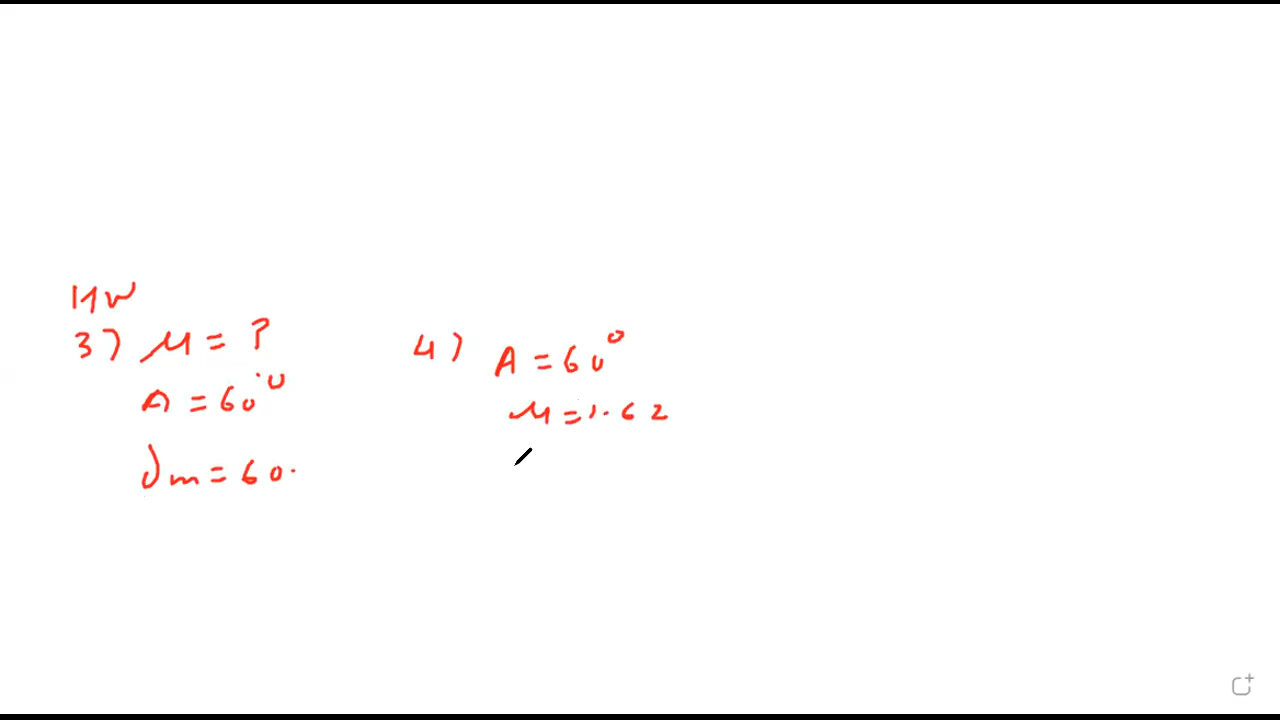 HW
3) μ = ?
A = 60°
δm = 60.
4) A = 60°
μ = 1.62